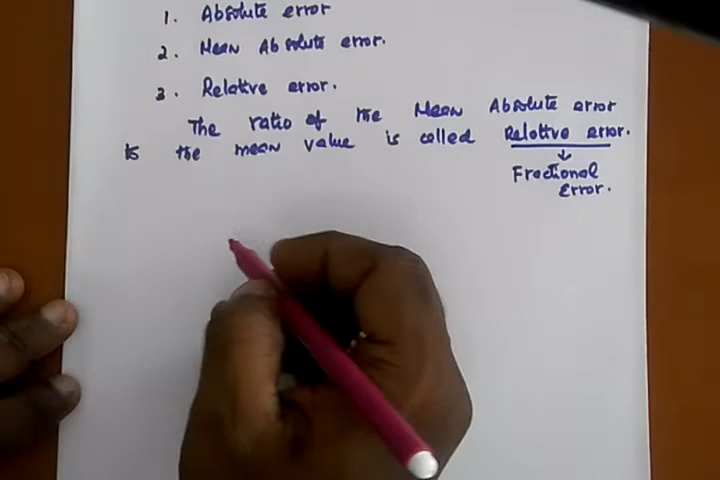 1. Absolute error
2. Mean Absolute error.
3. Relative error.
The ratio of the Mean Absolute error
to the mean value is called Relative error.
↓
Fractional
Error.